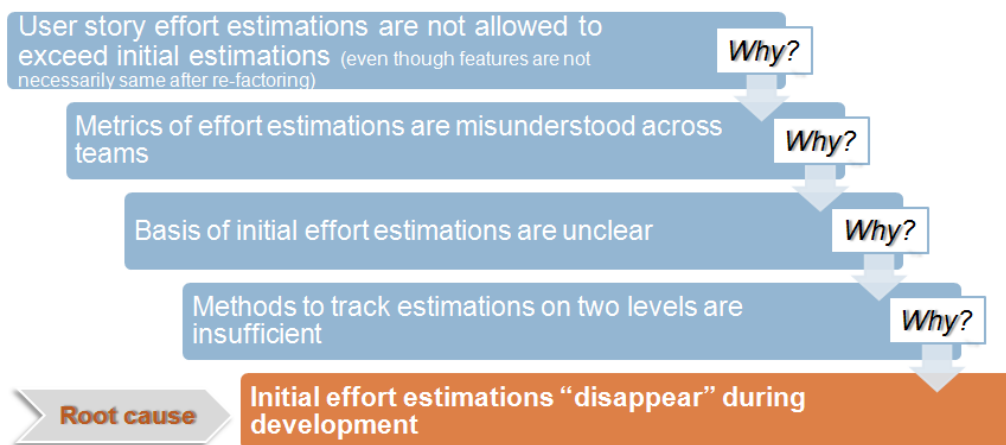 User story effort estimations are not allowed to
exceed initial estimations (even though features are not
necessarily same after re-factoring)
Why?
Metrics of effort estimations are misunderstood across
teams
Why?
Basis of initial effort estimations are unclear
Why?
Methods to track estimations on two levels are
insufficient
Why?
Root cause
Initial effort estimations “disappear” during
development